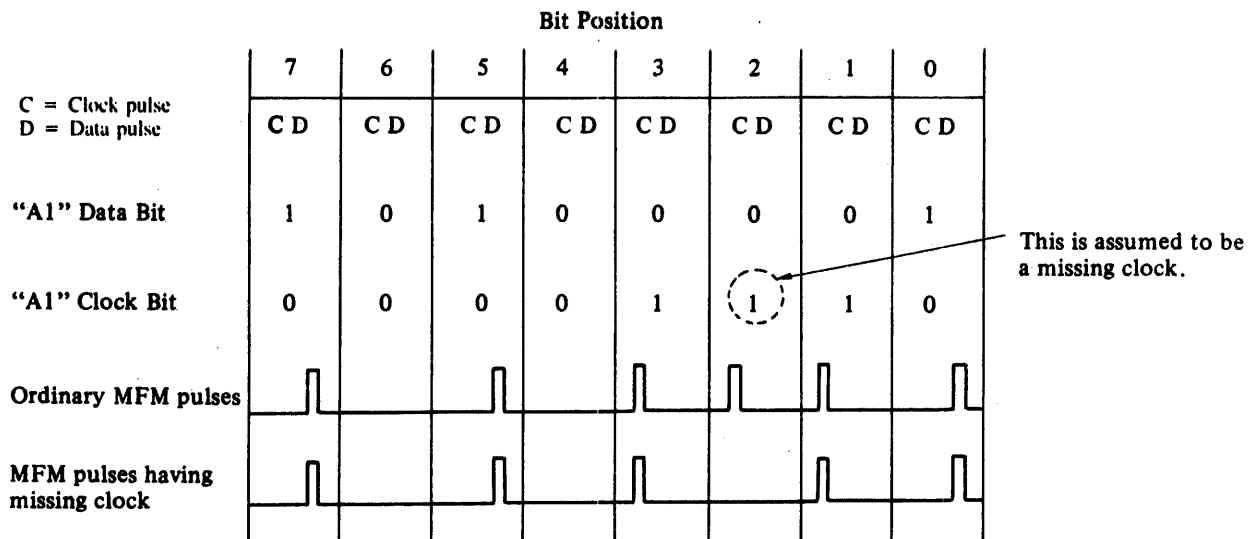 Bit Position
7 6 5 4 3 2 1 0
C = Clock pulse
D = Data pulse
C D C D C D C D C D C D C D C D
“A1” Data Bit 1 0 1 0 0 0 0 1
This is assumed to be
a missing clock.
“A1” Clock Bit 0 0 0 0 1 1 1 0
Ordinary MFM pulses
MFM pulses having
missing clock